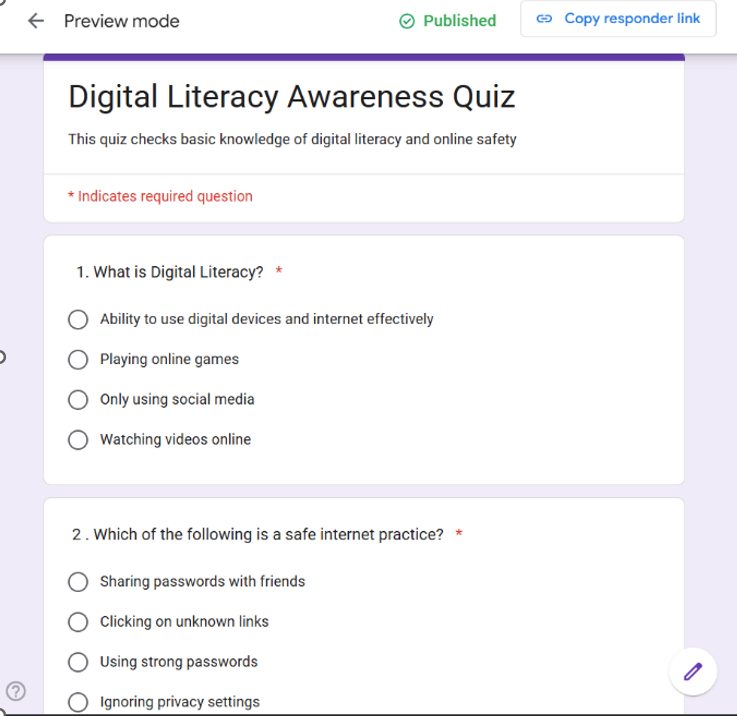 Preview mode
Published
Copy responder link
Digital Literacy Awareness Quiz
This quiz checks basic knowledge of digital literacy and online safety
* Indicates required question
1. What is Digital Literacy? *
Ability to use digital devices and internet effectively
Playing online games
Only using social media
Watching videos online
2 . Which of the following is a safe internet practice? *
Sharing passwords with friends
Clicking on unknown links
Using strong passwords
Ignoring privacy settings